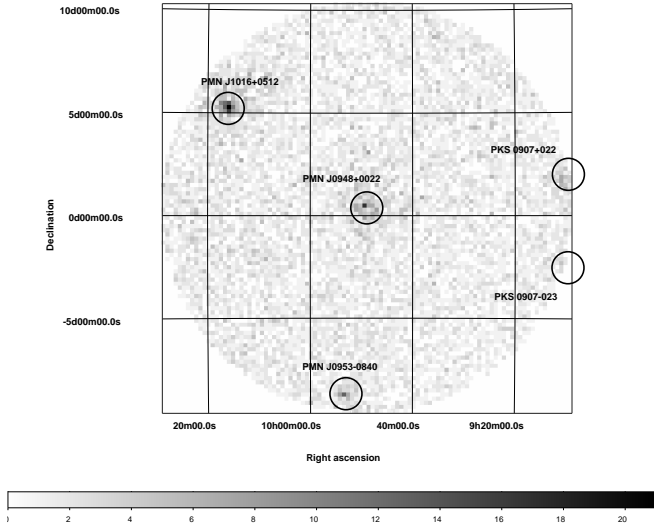 10d00m00.0s
PMN J1016+0512
5d00m00.0s
PKS 0907+022
PMN J0948+0022
Declination
0d00m00.0s
PKS 0907-023
-5d00m00.0s
PMN J0953-0840
20m00.0s 10h00m00.0s 40m00.0s 9h20m00.0s
Right ascension
2 4 6 8 10 12 14 16 18 20